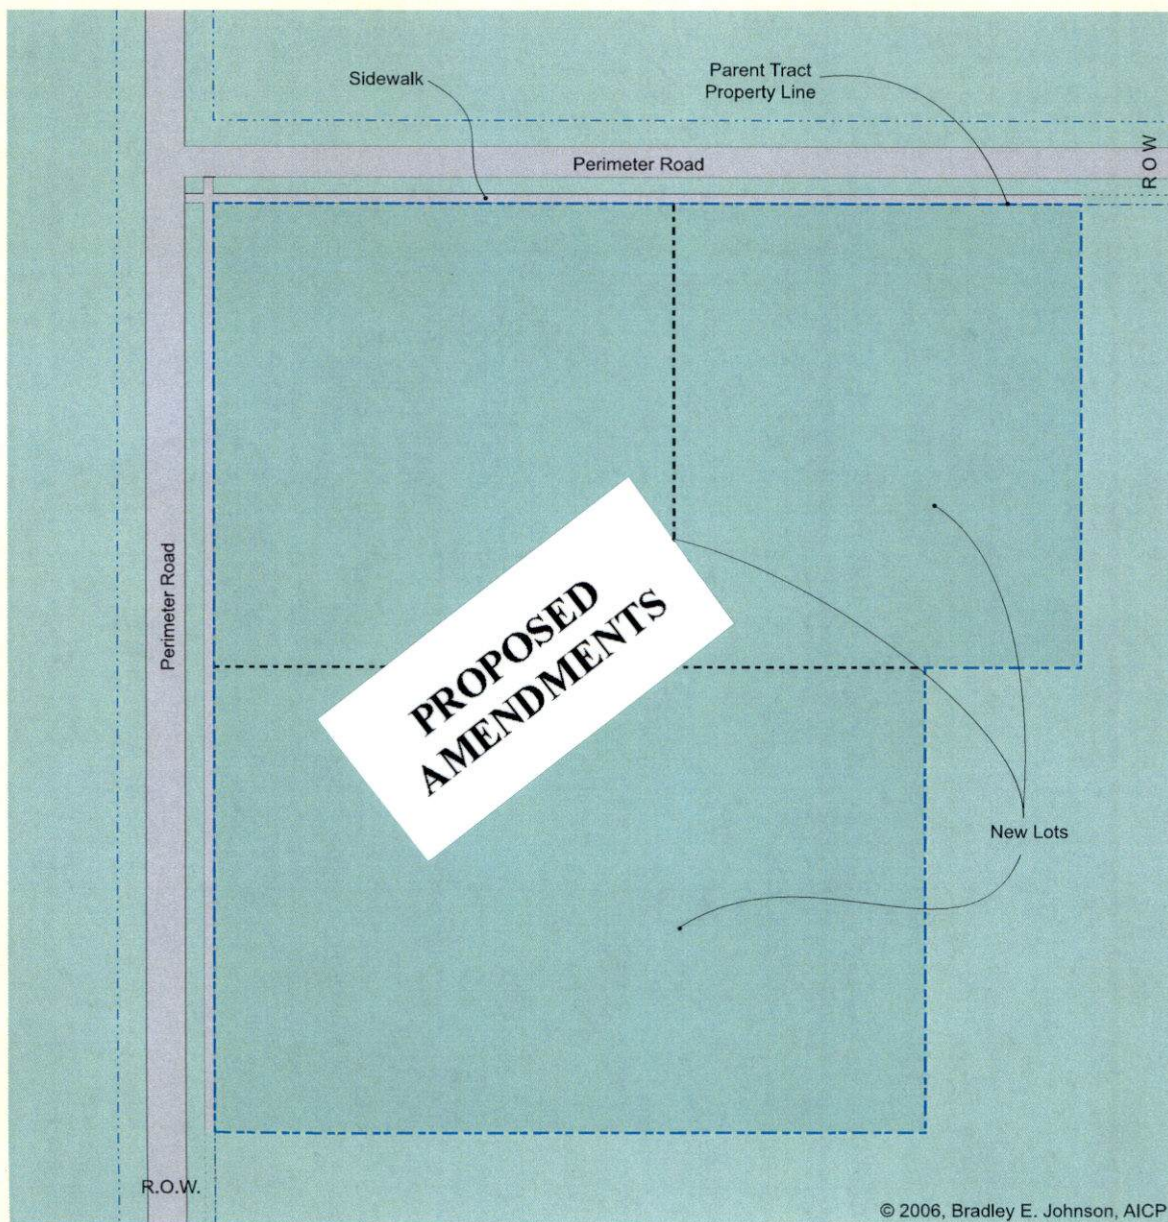 Sidewalk
Parent Tract
Property Line
Perimeter Road
ROW
Perimeter Road
PROPOSED
AMENDMENTS
New Lots
R.O.W.
© 2006, Bradley E. Johnson, AICP